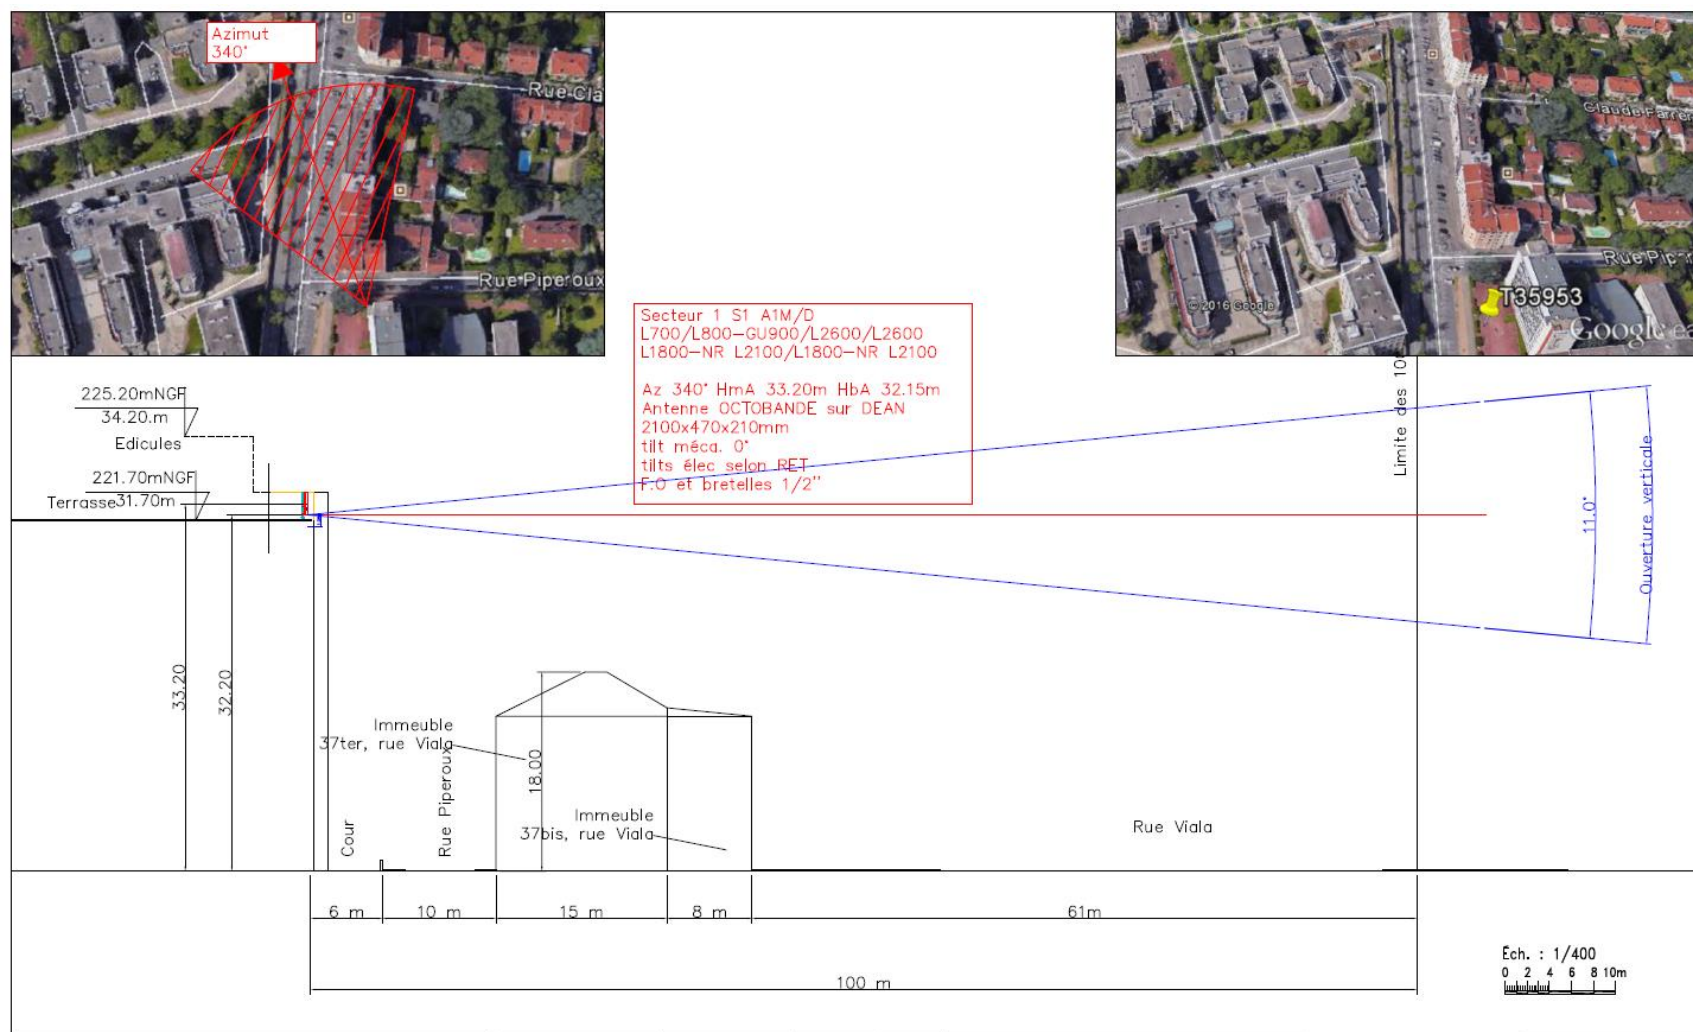 Azimut
340°
Rue Cla
Rue Piperoux
Claude Farrer
Rue Pip
T35953
© 2016 Google
Google ea
Secteur 1 S1 A1M/D
L700/L800-GU900/L2600/L2600
L1800-NR L2100/L1800-NR L2100
Az 340° HmA 33.20m HbA 32.15m
Antenne OCTOBANDE sur DEAN
2100x470x210mm
tilt méca. 0°
tilts élec selon RET
F.O et bretelles 1/2''
225.20mNGF
34.20.m
Edicules
221.70mNGF
Terrasse 31.70m
Limite des 10
11.0°
Ouverture verticale
33.20
32.20
Immeuble
37ter, rue Viala
18.00
Immeuble
37bis, rue Viala
Cour
Rue Piperoux
Rue Viala
6 m
10 m
15 m
8 m
61m
100 m
Éch. : 1/400
0 2 4 6 8 10m